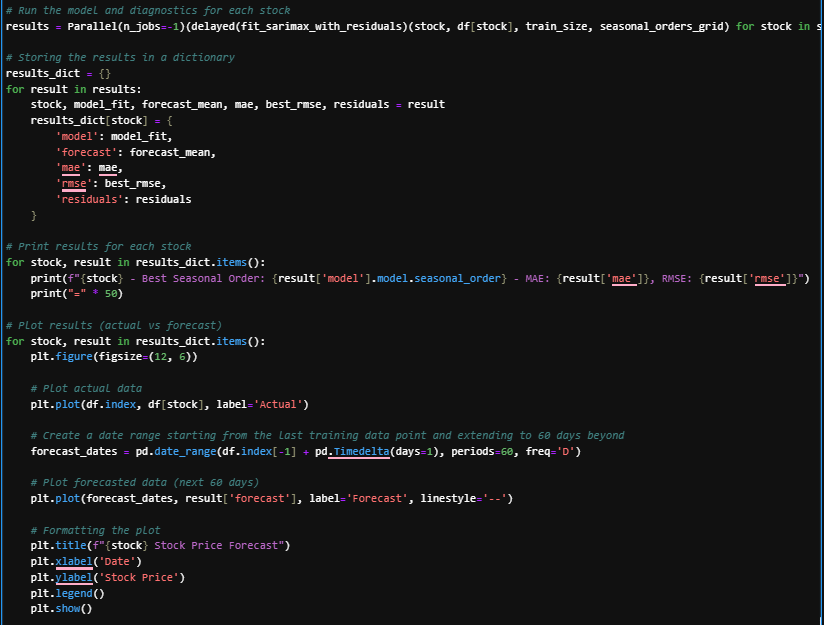 # Run the model and diagnostics for each stock
results = Parallel(n_jobs=-1)(delayed(fit_sarimax_with_residuals)(stock, df[stock], train_size, seasonal_orders_grid) for stock in s
# Storing the results in a dictionary
results_dict = {}
for result in results:
    stock, model_fit, forecast_mean, mae, best_rmse, residuals = result
    results_dict[stock] = {
        'model': model_fit,
        'forecast': forecast_mean,
        'mae': mae,
        'rmse': best_rmse,
        'residuals': residuals
    }
# Print results for each stock
for stock, result in results_dict.items():
    print(f"{stock} - Best Seasonal Order: {result['model'].model.seasonal_order} - MAE: {result['mae']}, RMSE: {result['rmse']}")
    print("=" * 50)
# Plot results (actual vs forecast)
for stock, result in results_dict.items():
    plt.figure(figsize=(12, 6))
    # Plot actual data
    plt.plot(df.index, df[stock], label='Actual')
    # Create a date range starting from the last training data point and extending to 60 days beyond
    forecast_dates = pd.date_range(df.index[-1] + pd.Timedelta(days=1), periods=60, freq='D')
    # Plot forecasted data (next 60 days)
    plt.plot(forecast_dates, result['forecast'], label='Forecast', linestyle='--')
    # Formatting the plot
    plt.title(f"{stock} Stock Price Forecast")
    plt.xlabel('Date')
    plt.ylabel('Stock Price')
    plt.legend()
    plt.show()